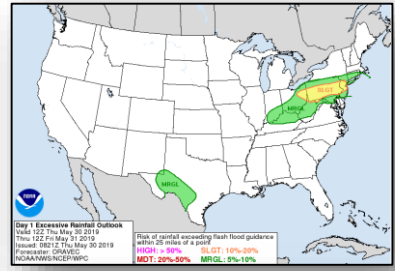 SLGT
MRGL
MRGL
Day 1 Excessive Rainfall Outlook
Valid 12Z Thu May 30 2019
Thru 12Z Fri May 31 2019
Issued: 0821Z Thu May 30 2019
Forecaster: ORAVEC
NOAA/NWS/NCEP/WPC
Risk of rainfall exceeding flash flood guidance
within 25 miles of a point
HIGH: > 50% SLGT: 10%-20%
MDT: 20%-50% MRGL: 5%-10%